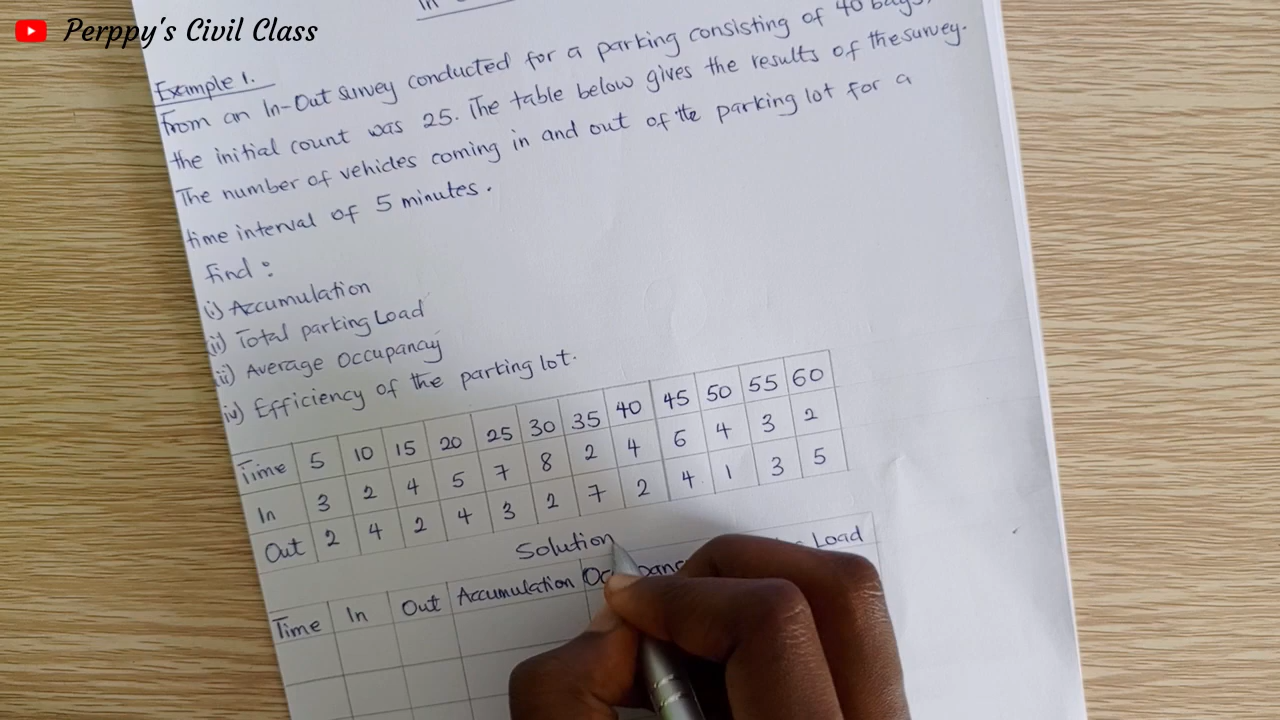 Perppy's Civil Class
Example 1.
From an In-Out survey conducted for a parking consisting of 40 bays,
the initial count was 25. The table below gives the results of the survey.
The number of vehicles coming in and out of the parking lot for a
time interval of 5 minutes.
Find :
i) Accumulation
ii) Total parking Load
iii) Average Occupancy
iv) Efficiency of the parking lot.
Time 5 10 15 20 25 30 35 40 45 50 55 60
In 3 2 4 5 7 8 2 4 6 4 3 2
Out 2 4 2 4 3 2 7 2 4 1 3 5
Solution
Time In Out Accumulation Load